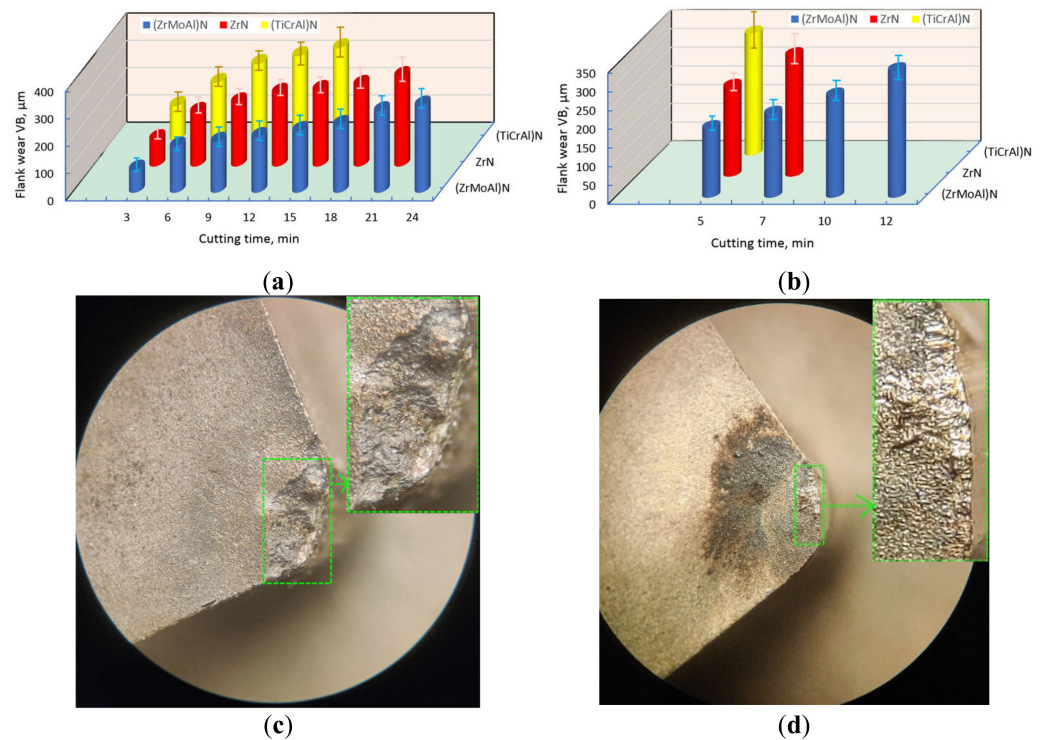 (ZrMoAl)N ZrN (TiCrAl)N
Flank wear VB, µm
400
300
200
100
0
3 6 9 12 15 18 21 24
Cutting time, min
(TiCrAl)N
ZrN
(ZrMoAl)N
(a)
(ZrMoAl)N ZrN (TiCrAl)N
Flank wear VB, µm
350
300
250
200
150
100
50
0
5 7 10 12
Cutting time, min
(TiCrAl)N
ZrN
(ZrMoAl)N
(b)
(c)
(d)